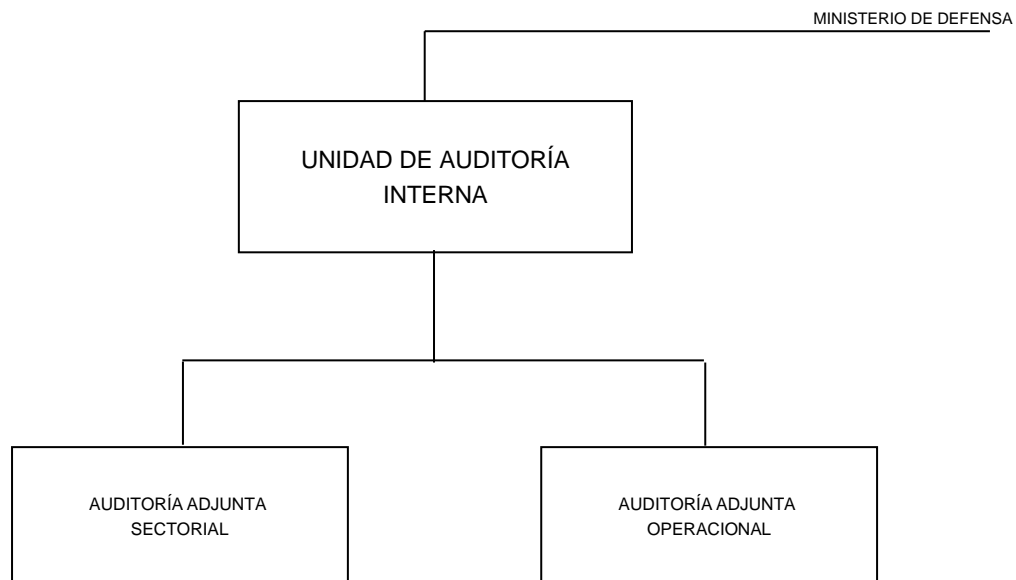 MINISTERIO DE DEFENSA
UNIDAD DE AUDITORÍA
INTERNA
AUDITORÍA ADJUNTA
SECTORIAL
AUDITORÍA ADJUNTA
OPERACIONAL